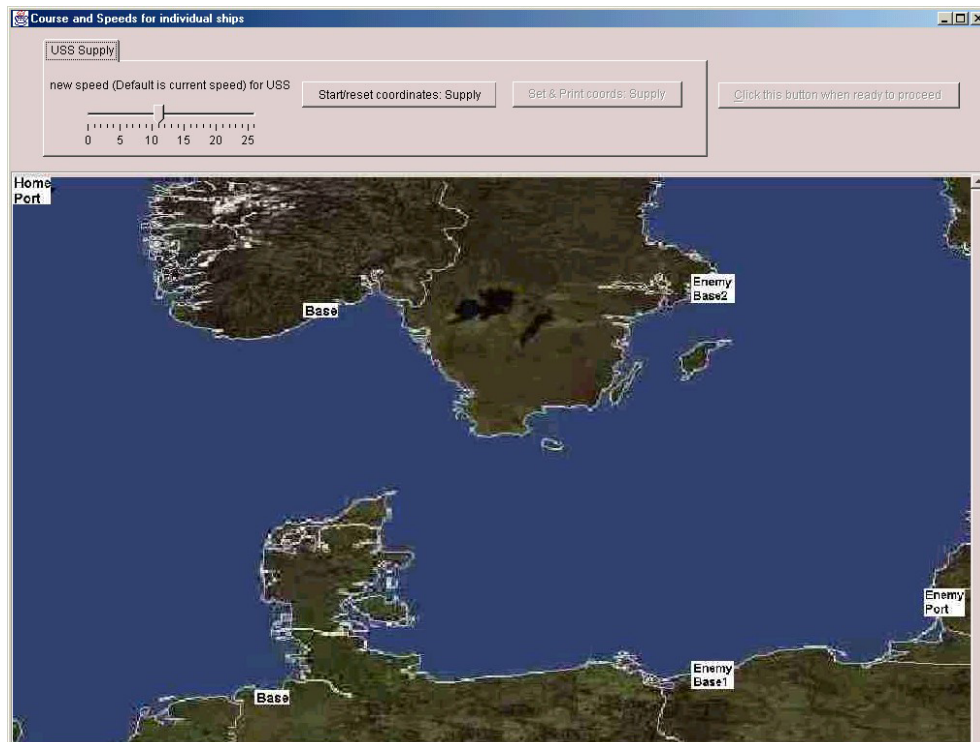 Course and Speeds for individual ships
USS Supply
new speed (Default is current speed) for USS
Start/reset coordinates: Supply
Set & Print coords: Supply
Click this button when ready to proceed
0 5 10 15 20 25
Home
Port
Enemy
Base2
Base
Enemy
Port
Enemy
Base1
Base